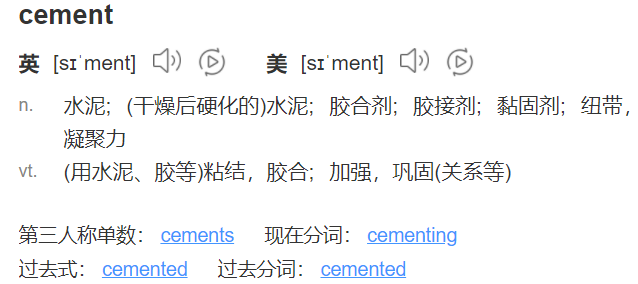 cement
英 [sɪˈment] 美 [sɪˈment]
n. 水泥；(干燥后硬化的)水泥；胶合剂；胶接剂；黏固剂；纽带，
凝聚力
vt. (用水泥、胶等)粘结，胶合；加强，巩固(关系等)
第三人称单数： cements 现在分词： cementing
过去式： cemented 过去分词： cemented